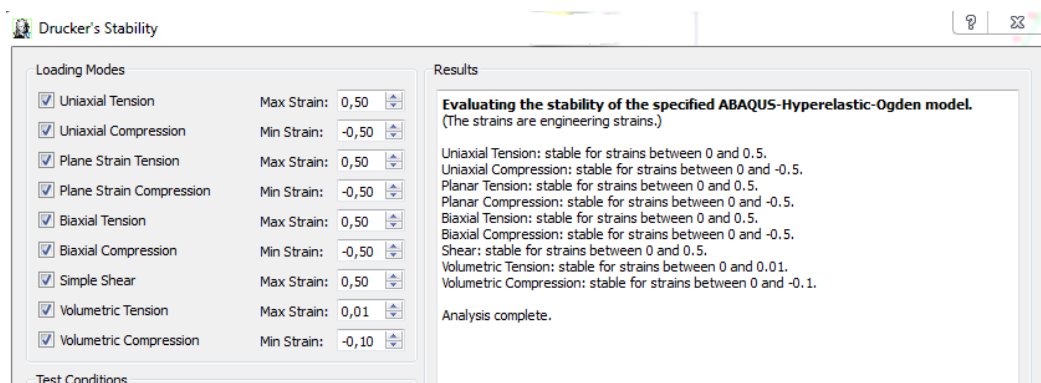 Drucker's Stability
Loading Modes
Uniaxial Tension Max Strain: 0,50
Uniaxial Compression Min Strain: -0,50
Plane Strain Tension Max Strain: 0,50
Plane Strain Compression Min Strain: -0,50
Biaxial Tension Max Strain: 0,50
Biaxial Compression Min Strain: -0,50
Simple Shear Max Strain: 0,50
Volumetric Tension Max Strain: 0,01
Volumetric Compression Min Strain: -0,10
Test Conditions
Results
Evaluating the stability of the specified ABAQUS-Hyperelastic-Ogden model.
(The strains are engineering strains.)
Uniaxial Tension: stable for strains between 0 and 0.5.
Uniaxial Compression: stable for strains between 0 and -0.5.
Planar Tension: stable for strains between 0 and 0.5.
Planar Compression: stable for strains between 0 and -0.5.
Biaxial Tension: stable for strains between 0 and 0.5.
Biaxial Compression: stable for strains between 0 and -0.5.
Shear: stable for strains between 0 and 0.5.
Volumetric Tension: stable for strains between 0 and 0.01.
Volumetric Compression: stable for strains between 0 and -0.1.
Analysis complete.